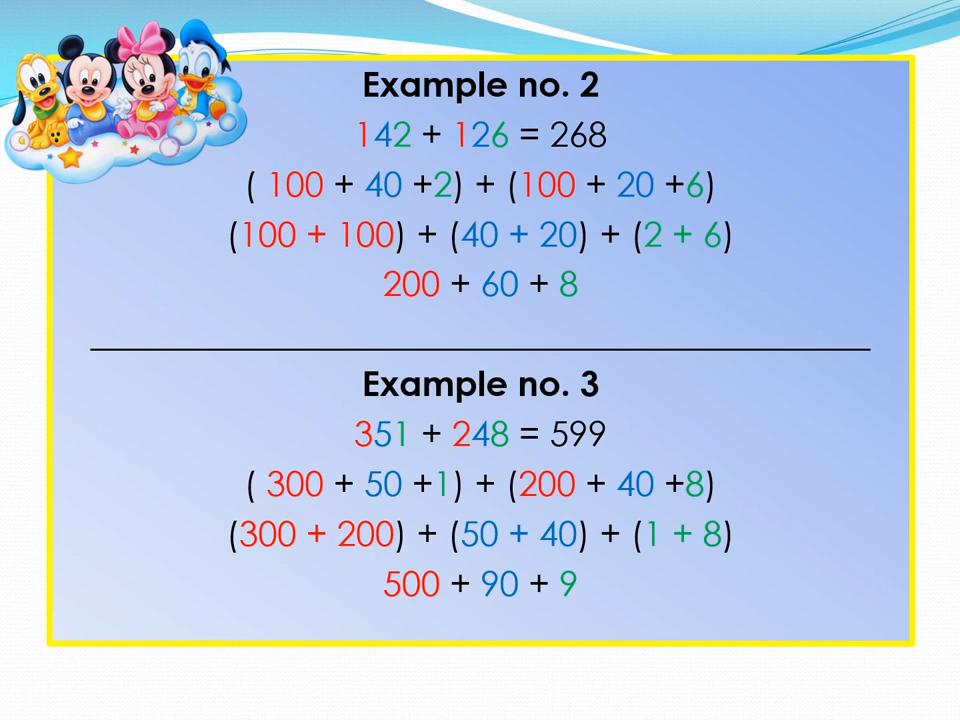 Example no. 2
142 + 126 = 268
( 100 + 40 +2) + (100 + 20 +6)
(100 + 100) + (40 + 20) + (2 + 6)
200 + 60 + 8
Example no. 3
351 + 248 = 599
( 300 + 50 +1) + (200 + 40 +8)
(300 + 200) + (50 + 40) + (1 + 8)
500 + 90 + 9